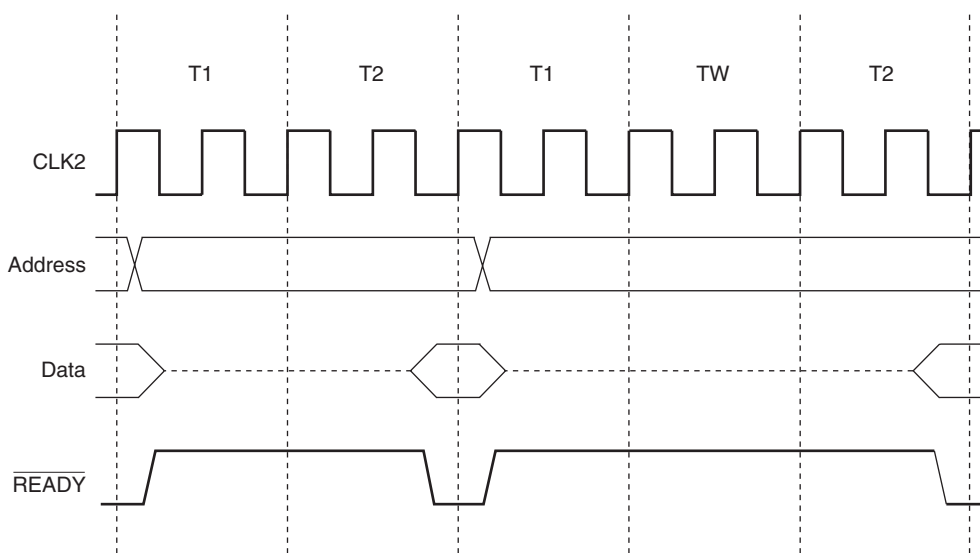 T1 T2 T1 TW T2
CLK2
Address
Data
READY